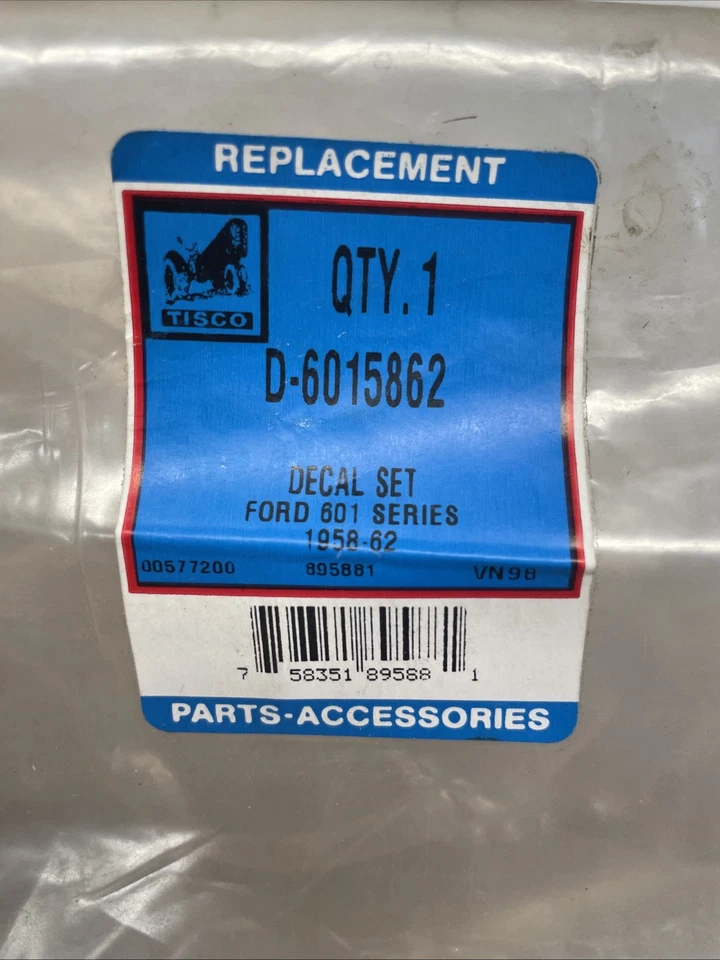 REPLACEMENT
TISCO
QTY. 1
D-6015862
DECAL SET
FORD 601 SERIES
1958-62
00577200 895881 VN98
7 58351 89588 1
PARTS-ACCESSORIES